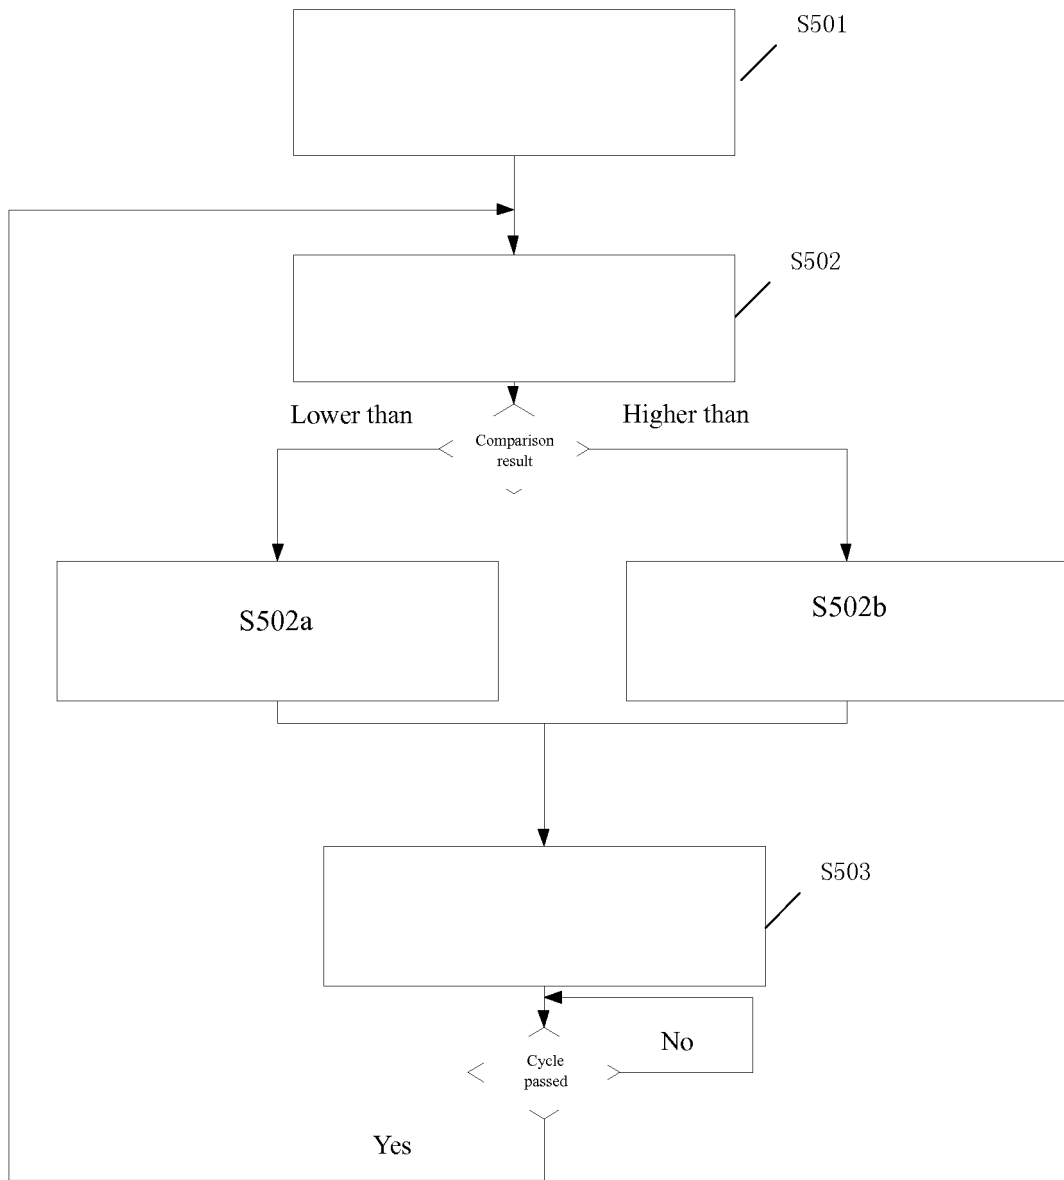 S501
S502
Lower than
Higher than
Comparison
result
S502a
S502b
S503
No
Cycle
passed
Yes